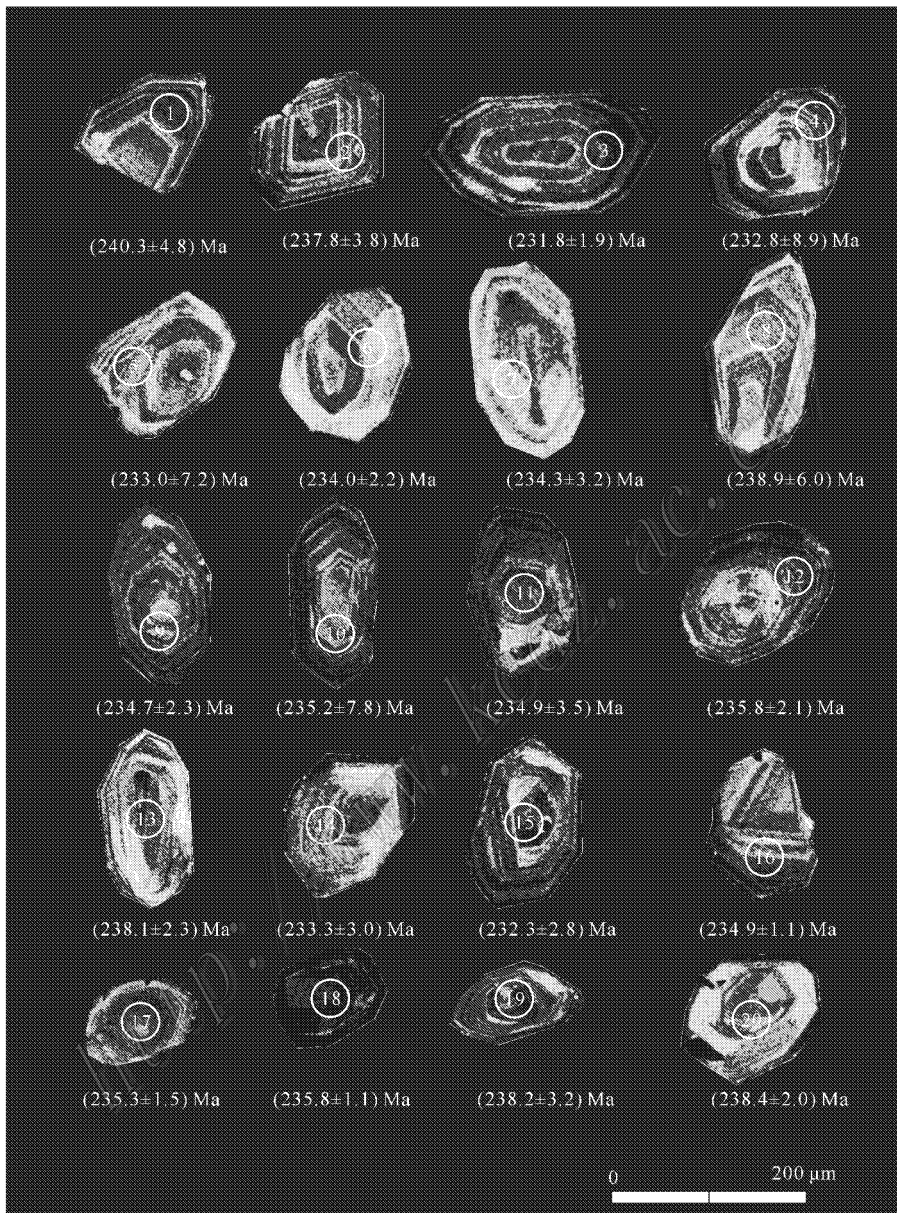 1 2 3 4
(240.3±4.8) Ma (237.8±3.8) Ma (231.8±1.9) Ma (232.8±8.9) Ma
5 6 7 8
(233.0±7.2) Ma (234.0±2.2) Ma (234.3±3.2) Ma (238.9±6.0) Ma
9 10 11 12
(234.7±2.3) Ma (235.2±7.8) Ma (234.9±3.5) Ma (235.8±2.1) Ma
13 14 15 16
(238.1±2.3) Ma (233.3±3.0) Ma (232.3±2.8) Ma (234.9±1.1) Ma
17 18 19 20
(235.3±1.5) Ma (235.8±1.1) Ma (238.2±3.2) Ma (238.4±2.0) Ma
0 200 μm